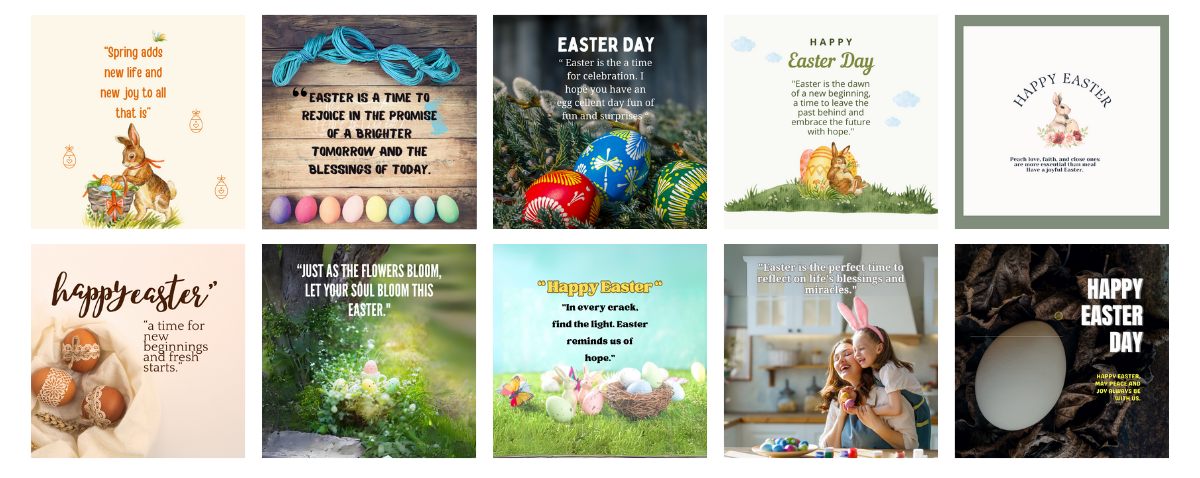 "Spring adds
new life and
new joy to all
that is"
“EASTER IS A TIME TO
REJOICE IN THE PROMISE
OF A BRIGHTER
TOMORROW AND THE
BLESSINGS OF TODAY.
EASTER DAY
“ Easter is the a time
for celebration. I
hope you have an
egg cellent day fun of
fun and surprises “
HAPPY
Easter Day
"Easter is the dawn
of a new beginning,
a time to leave the
past behind and
embrace the future
with hope."
HAPPY EASTER
Peach love, faith, and close ones
are more essential than meal
Have a joyful Easter.
happy easter”
"a time for
new
beginnings
and fresh
starts."
“JUST AS THE FLOWERS BLOOM,
LET YOUR SOUL BLOOM THIS
EASTER.”
“Happy Easter “
"In every crack,
find the light. Easter
reminds us of
hope."
"Easter is the perfect time to
reflect on life's blessings and
miracles."
HAPPY
EASTER
DAY
HAPPY EASTER,
MAY PEACE AND
JOY ALWAYS BE
WITH US.